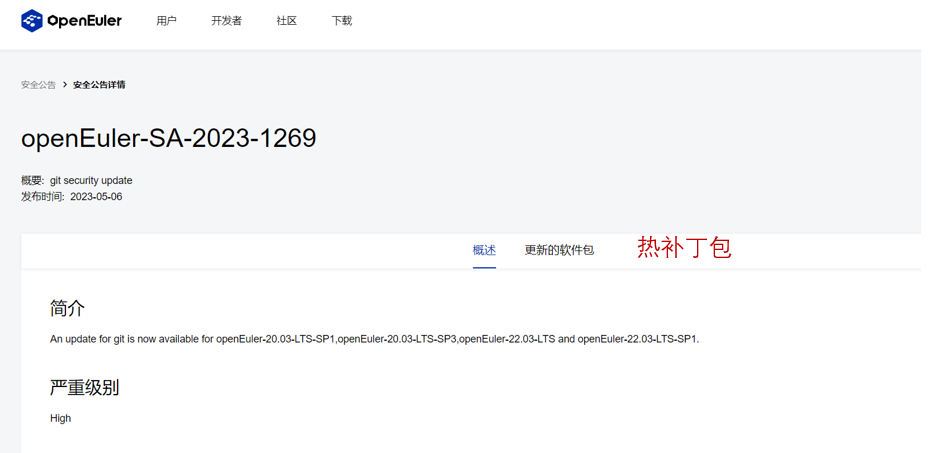 OpenEuler 用户 开发者 社区 下载
安全公告 > 安全公告详情
openEuler-SA-2023-1269
概要: git security update
发布时间: 2023-05-06
概述 更新的软件包 热补丁包
简介
An update for git is now available for openEuler-20.03-LTS-SP1,openEuler-20.03-LTS-SP3,openEuler-22.03-LTS and openEuler-22.03-LTS-SP1.
严重级别
High